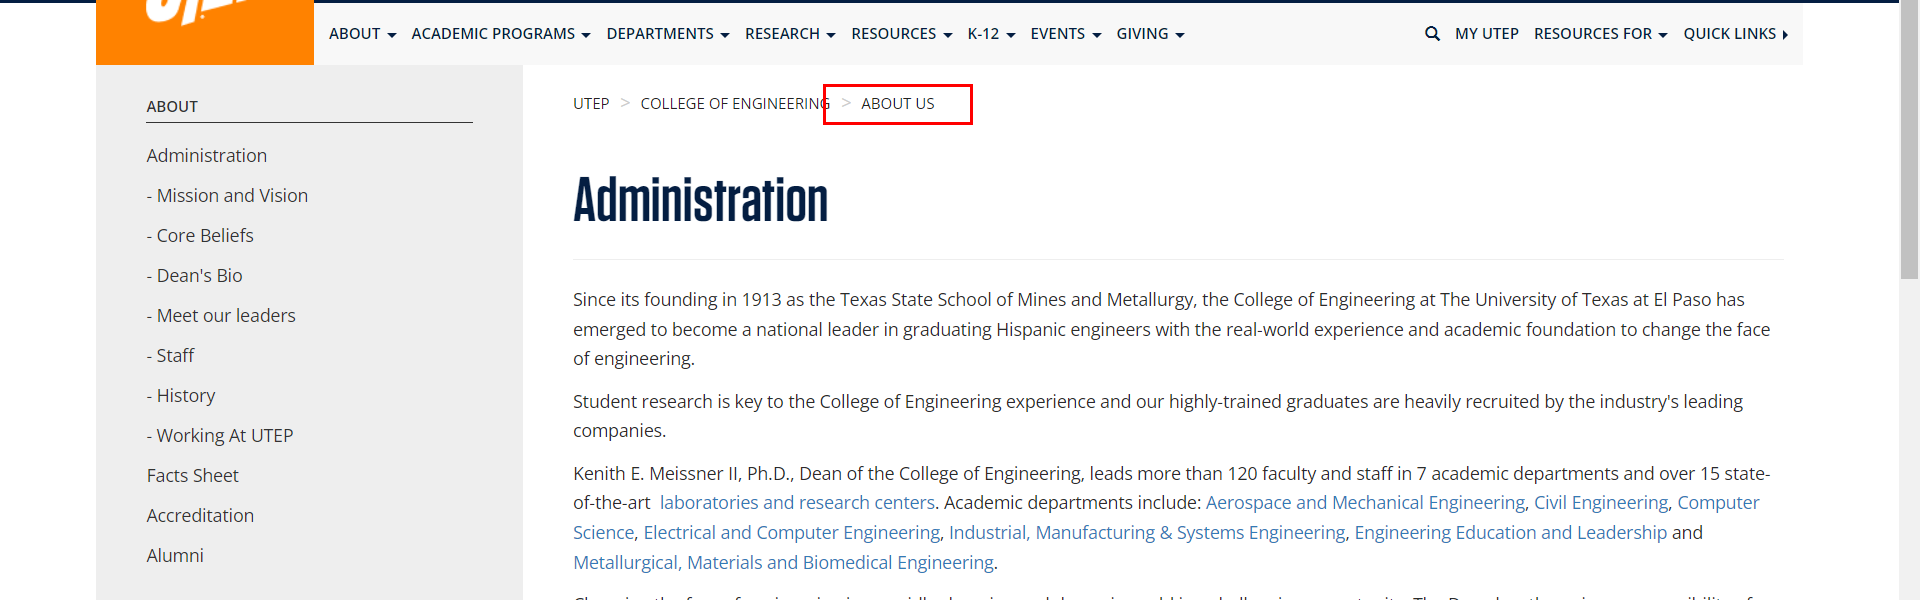 ABOUT ACADEMIC PROGRAMS DEPARTMENTS RESEARCH RESOURCES K-12 EVENTS GIVING MY UTEP RESOURCES FOR QUICK LINKS
ABOUT
Administration
- Mission and Vision
- Core Beliefs
- Dean's Bio
- Meet our leaders
- Staff
- History
- Working At UTEP
Facts Sheet
Accreditation
Alumni
UTEP > COLLEGE OF ENGINEERING > ABOUT US
Administration
Since its founding in 1913 as the Texas State School of Mines and Metallurgy, the College of Engineering at The University of Texas at El Paso has
emerged to become a national leader in graduating Hispanic engineers with the real-world experience and academic foundation to change the face
of engineering.
Student research is key to the College of Engineering experience and our highly-trained graduates are heavily recruited by the industry's leading
companies.
Kenith E. Meissner II, Ph.D., Dean of the College of Engineering, leads more than 120 faculty and staff in 7 academic departments and over 15 state-
of-the-art laboratories and research centers. Academic departments include: Aerospace and Mechanical Engineering, Civil Engineering, Computer
Science, Electrical and Computer Engineering, Industrial, Manufacturing & Systems Engineering, Engineering Education and Leadership and
Metallurgical, Materials and Biomedical Engineering.